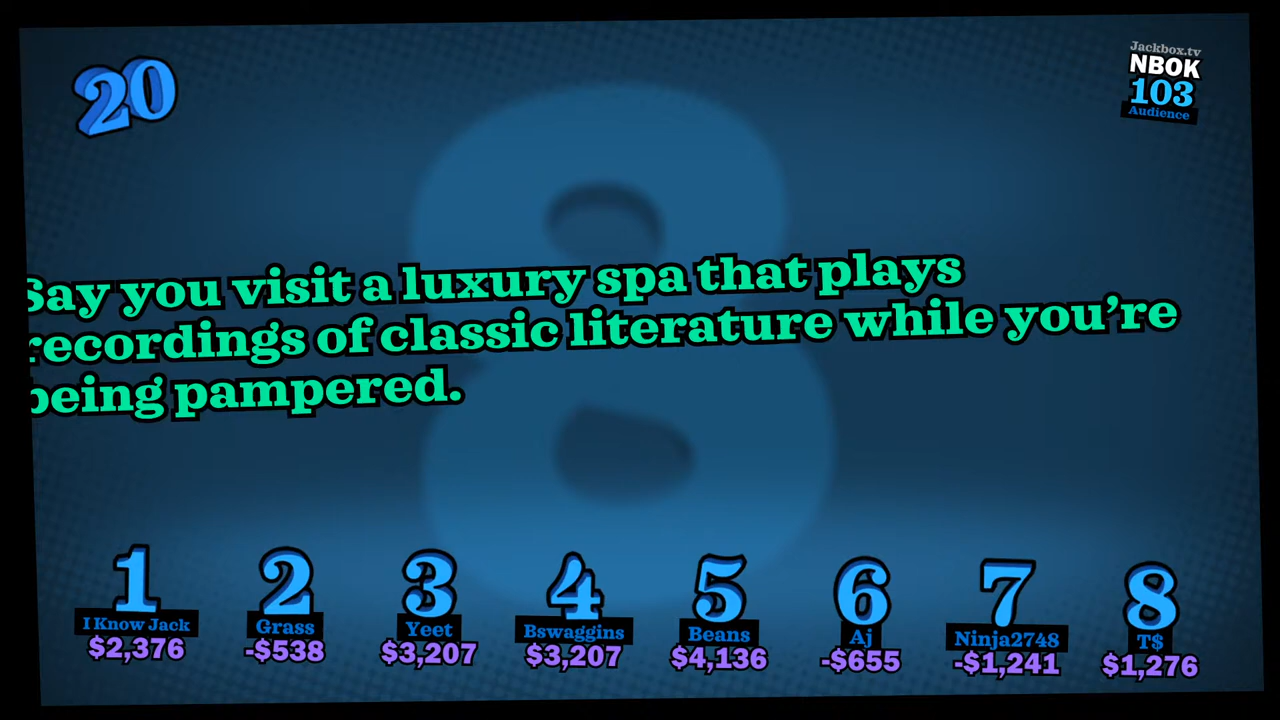 20
Jackbox.tv
NBOK
103
Audience
8
Say you visit a luxury spa that plays
recordings of classic literature while you're
being pampered.
1 2 3 4 5 6 7 8
I Know Jack Grass Yeet Bswaggins Beans Aj Ninja2748 T$
$2,376 -$538 $3,207 $3,207 $4,136 -$655 -$1,241 $1,276